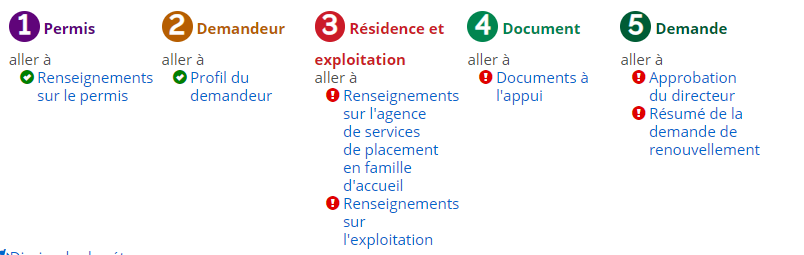 1 Permis
aller à
Renseignements
sur le permis
2 Demandeur
aller à
Profil du
demandeur
3 Résidence et
exploitation
aller à
Renseignements
sur l'agence
de services
de placement
en famille
d'accueil
Renseignements
sur
l'exploitation
4 Document
aller à
Documents à
l'appui
5 Demande
aller à
Approbation
du directeur
Résumé de la
demande de
renouvellement